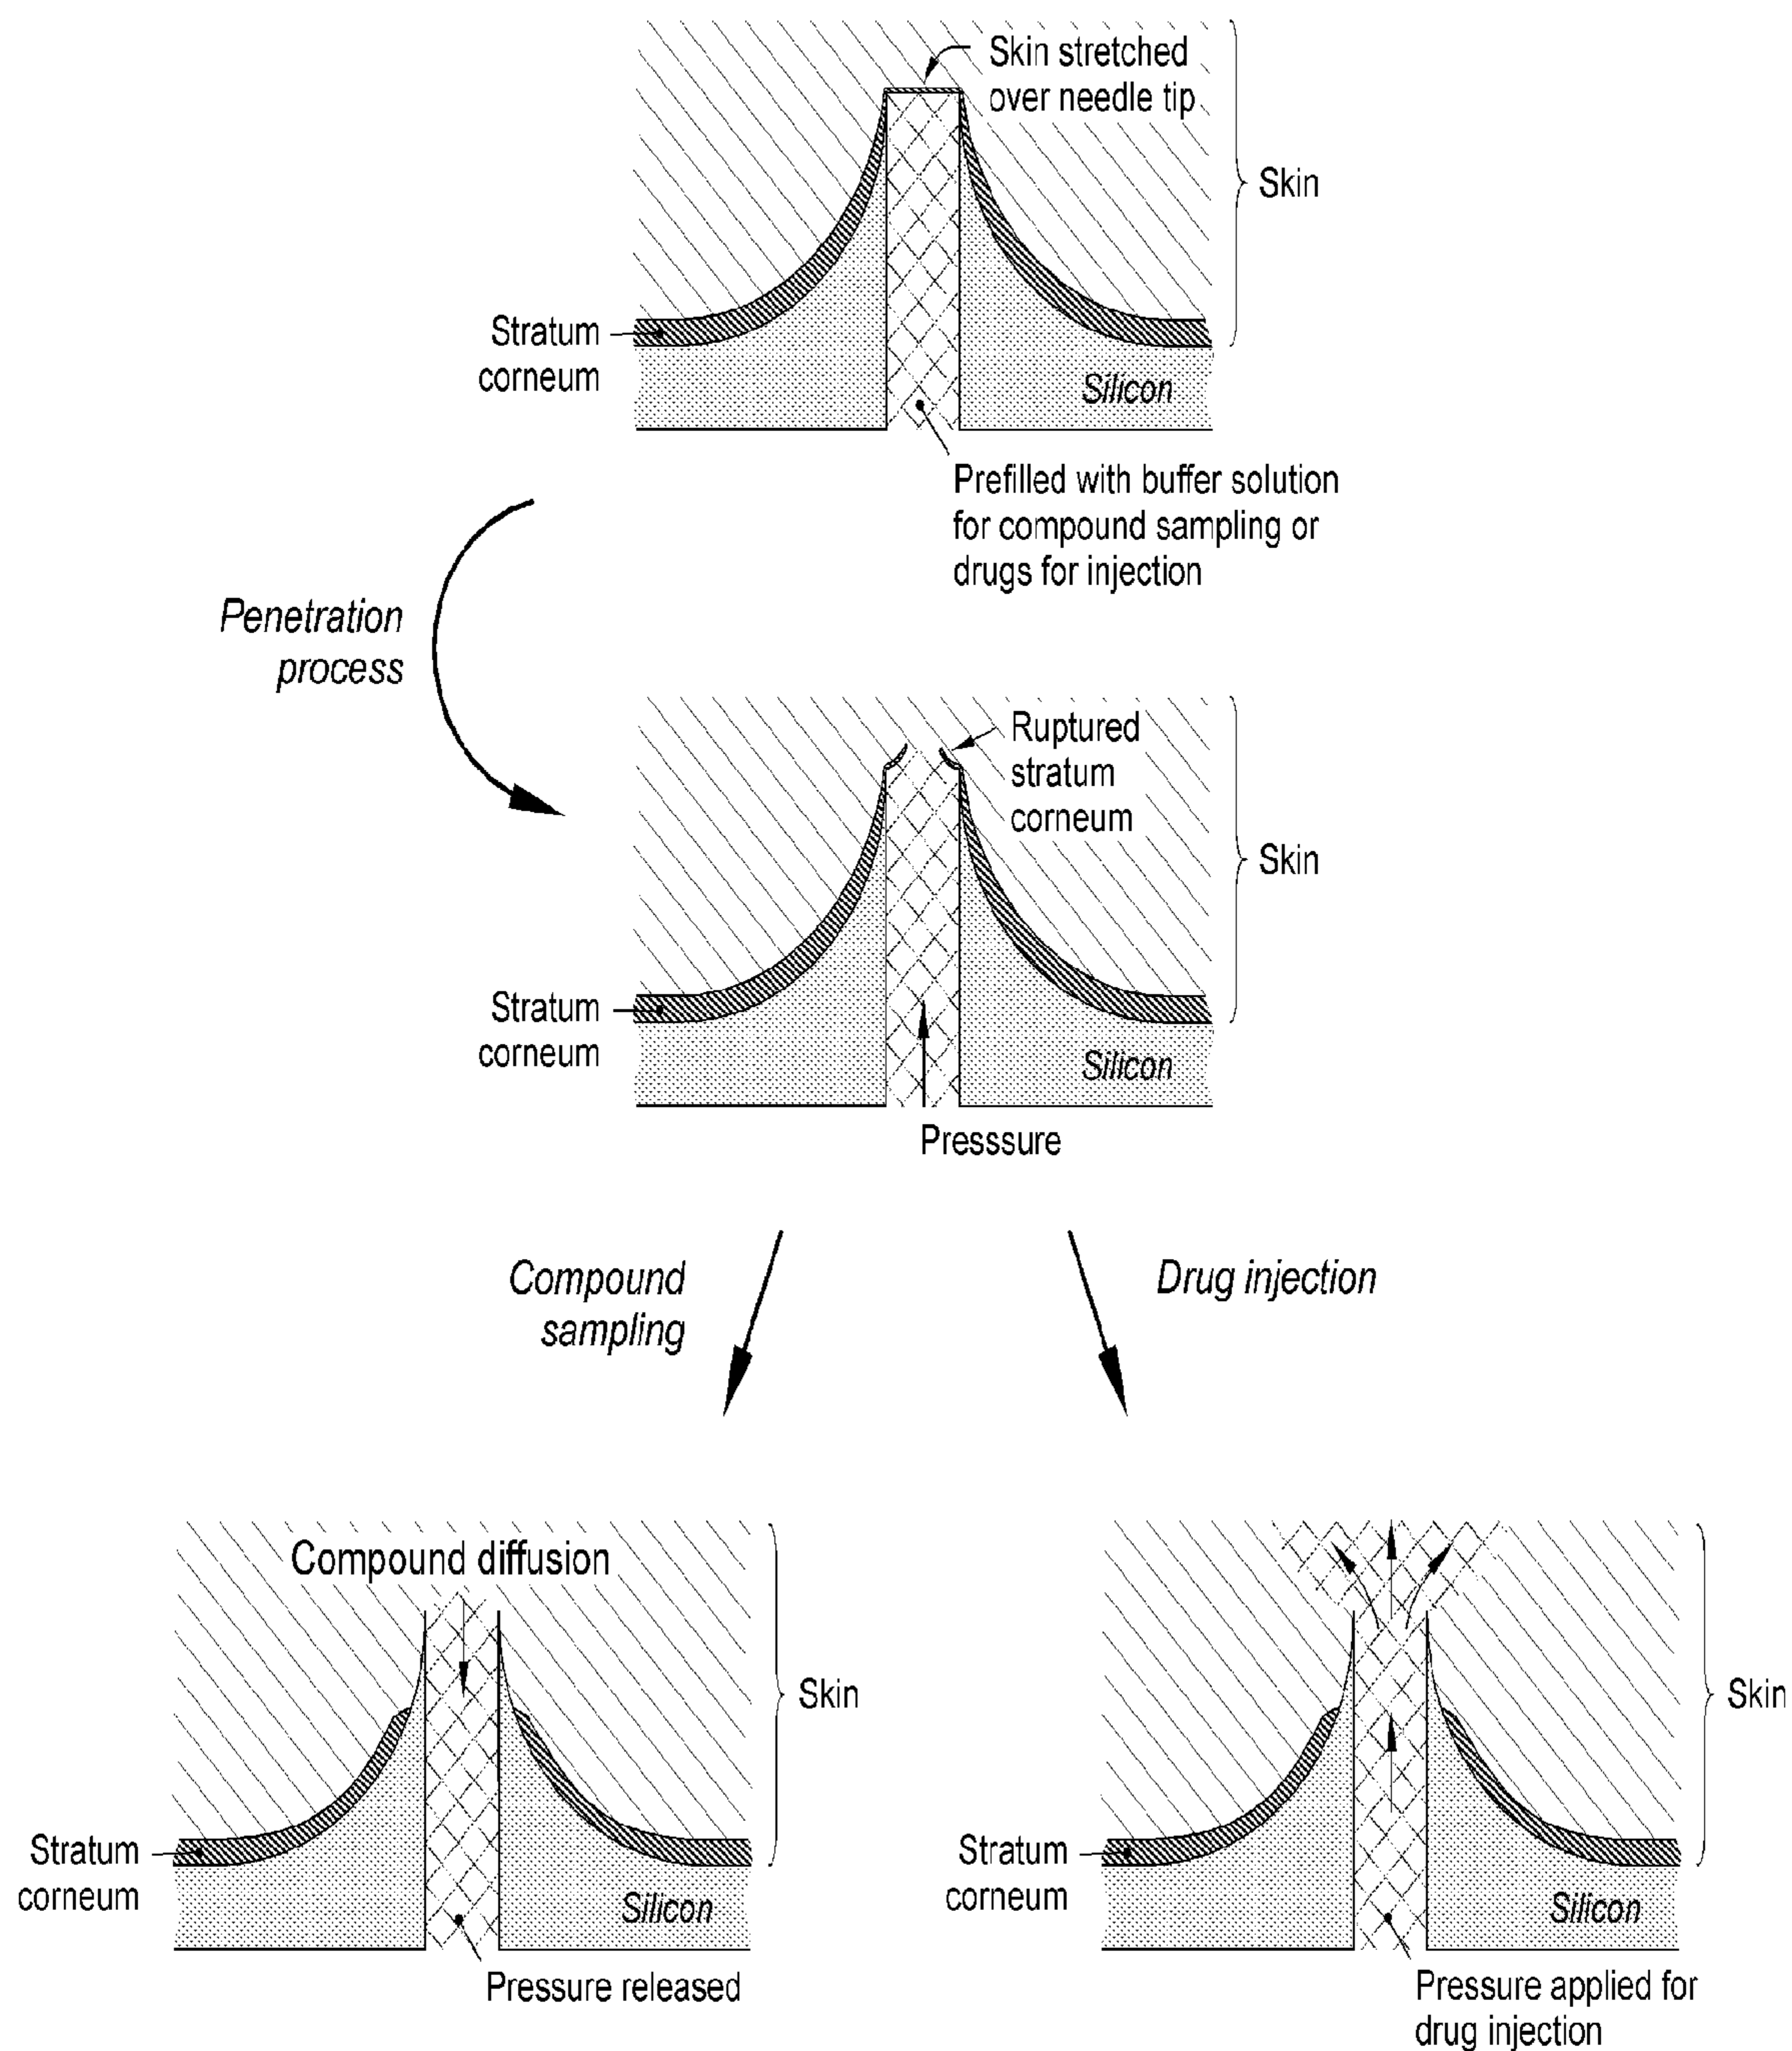 Skin stretched
over needle tip
Skin
Stratum
corneum
Silicon
Prefilled with buffer solution
for compound sampling or
drugs for injection
Penetration
process
Ruptured
stratum
corneum
Skin
Stratum
corneum
Silicon
Presssure
Compound
sampling
Drug injection
Compound diffusion
Skin
Stratum
corneum
Silicon
Pressure released
Skin
Stratum
corneum
Silicon
Pressure applied for
drug injection